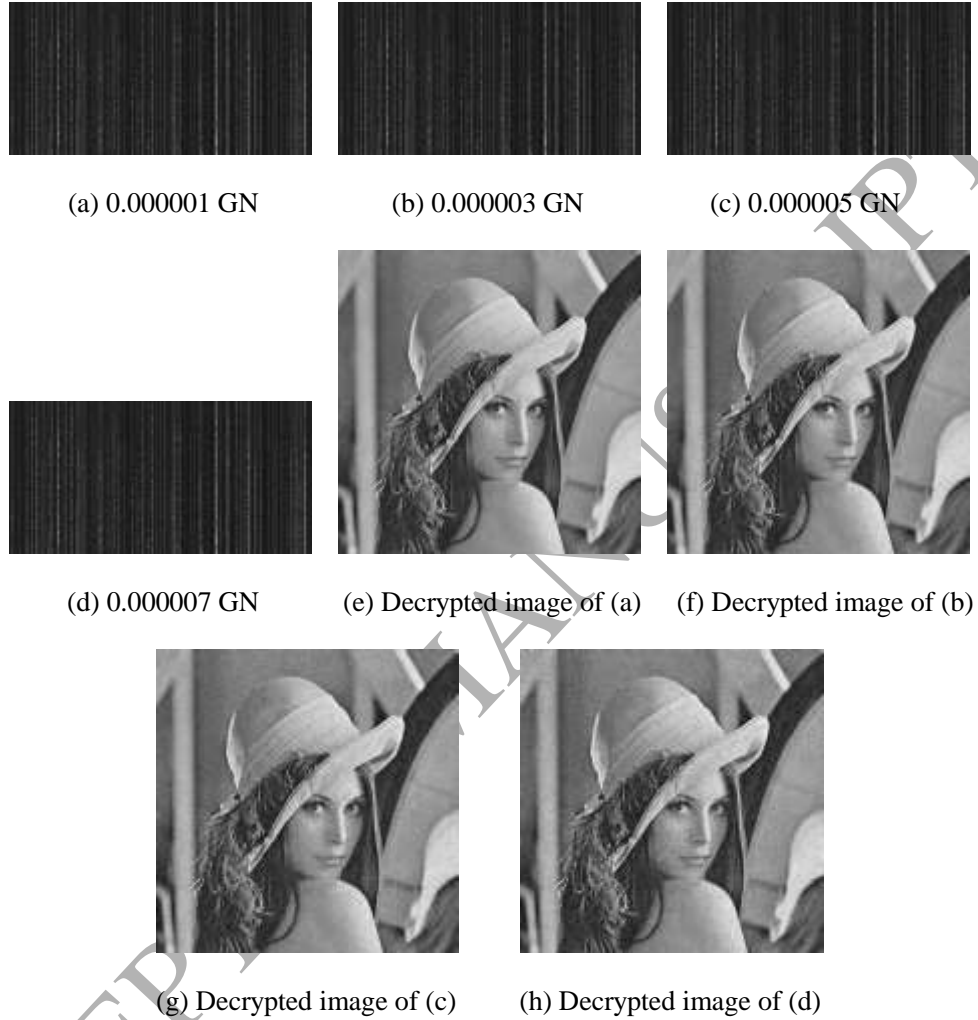 (a) 0.000001 GN
(b) 0.000003 GN
(c) 0.000005 GN
(d) 0.000007 GN
(e) Decrypted image of (a)
(f) Decrypted image of (b)
(g) Decrypted image of (c)
(h) Decrypted image of (d)